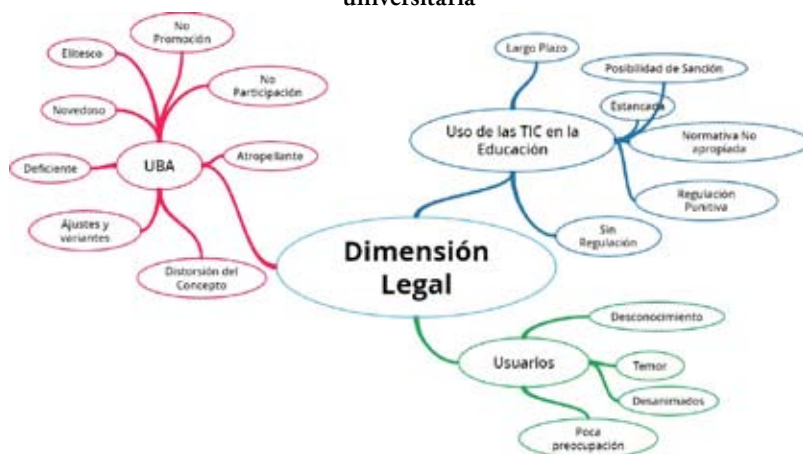 universitaria
No
Promoción
Elitesco
No
Participación
Novedoso
UBA
Deficiente
Atropellante
Ajustes y
variantes
Distorsión del
Concepto
Largo Plazo
Posibilidad de Sanción
Estancada
Uso de las TIC en la
Educación
Normativa No
apropiada
Regulación
Punitiva
Sin
Regulación
Dimensión
Legal
Desconocimiento
Usuarios
Temor
Desanimados
Poca
preocupación